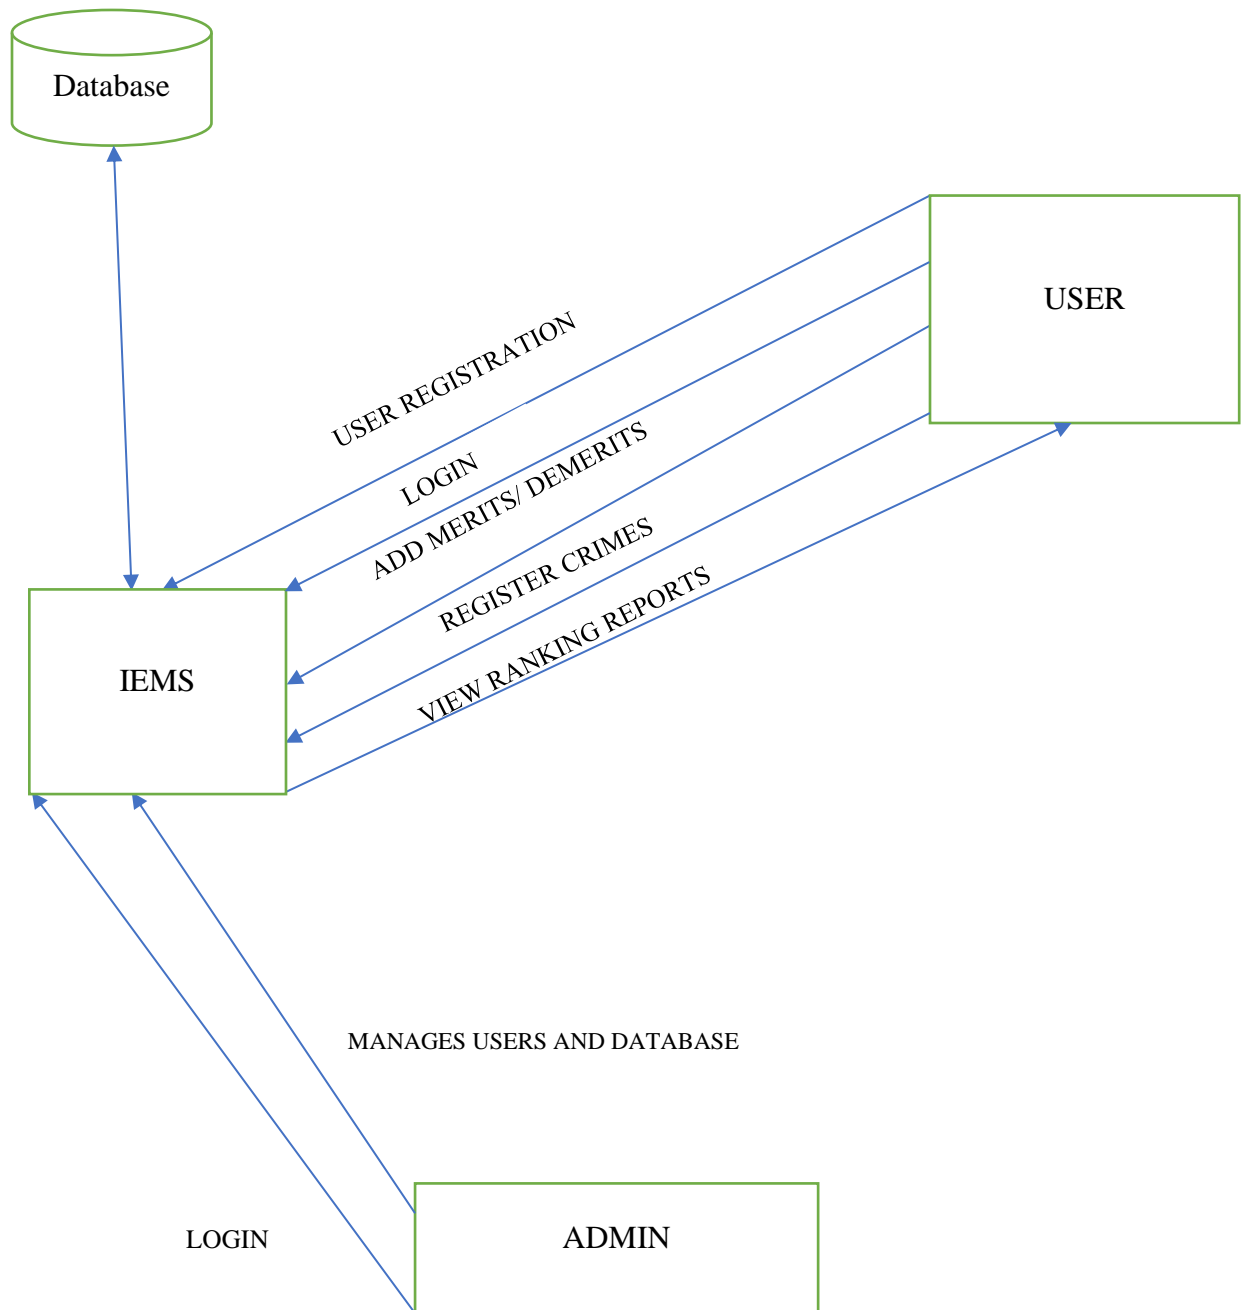 Database
USER
USER REGISTRATION
LOGIN
ADD MERITS/ DEMERITS
REGISTER CRIMES
VIEW RANKING REPORTS
IEMS
MANAGES USERS AND DATABASE
LOGIN
ADMIN